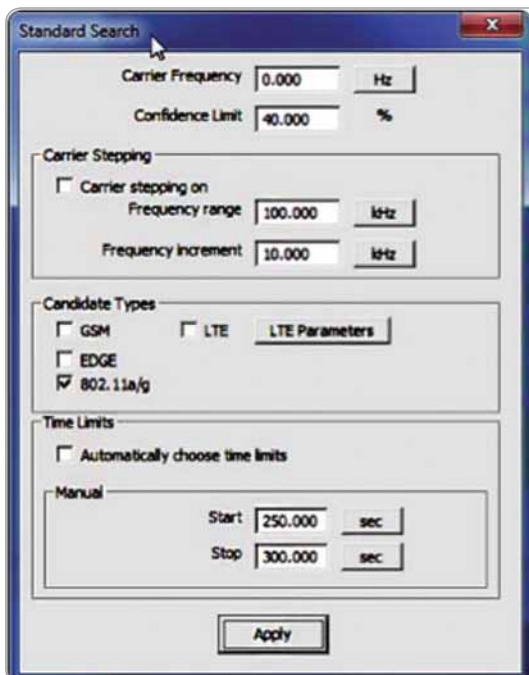 Standard Search
Carrier Frequency 0.000 Hz
Confidence Limit 40.000 %
Carrier Stepping
Carrier stepping on
Frequency range 100.000 kHz
Frequency increment 10.000 kHz
Candidate Types
GSM LTE LTE Parameters
EDGE
802.11a/g
Time Limits
Automatically choose time limits
Manual
Start 250.000 sec
Stop 300.000 sec
Apply